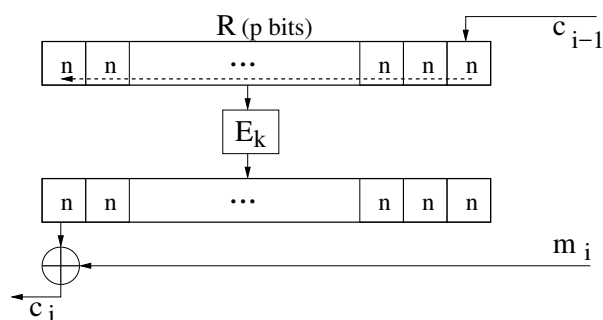 R (p bits)
c i−1
n n ... n n n
E k
n n ... n n n
m i
c i